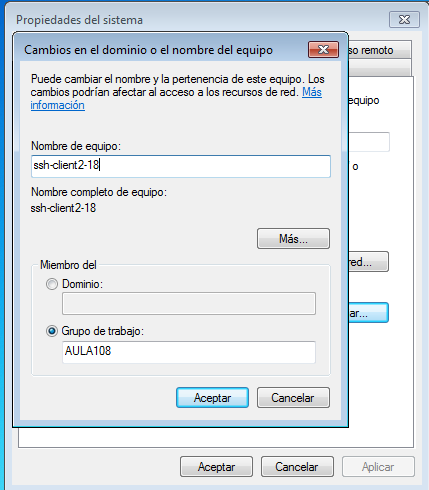 Propiedades del sistema
Cambios en el dominio o el nombre del equipo
so remoto
Puede cambiar el nombre y la pertenencia de este equipo. Los
cambios podrían afectar al acceso a los recursos de red. Más
información
equipo
Nombre de equipo:
ssh-client2-18
o
Nombre completo de equipo:
ssh-client2-18
Más...
Miembro del
red...
Dominio:
ar...
Grupo de trabajo:
AULA108
Aceptar
Cancelar
Aceptar
Cancelar
Aplicar